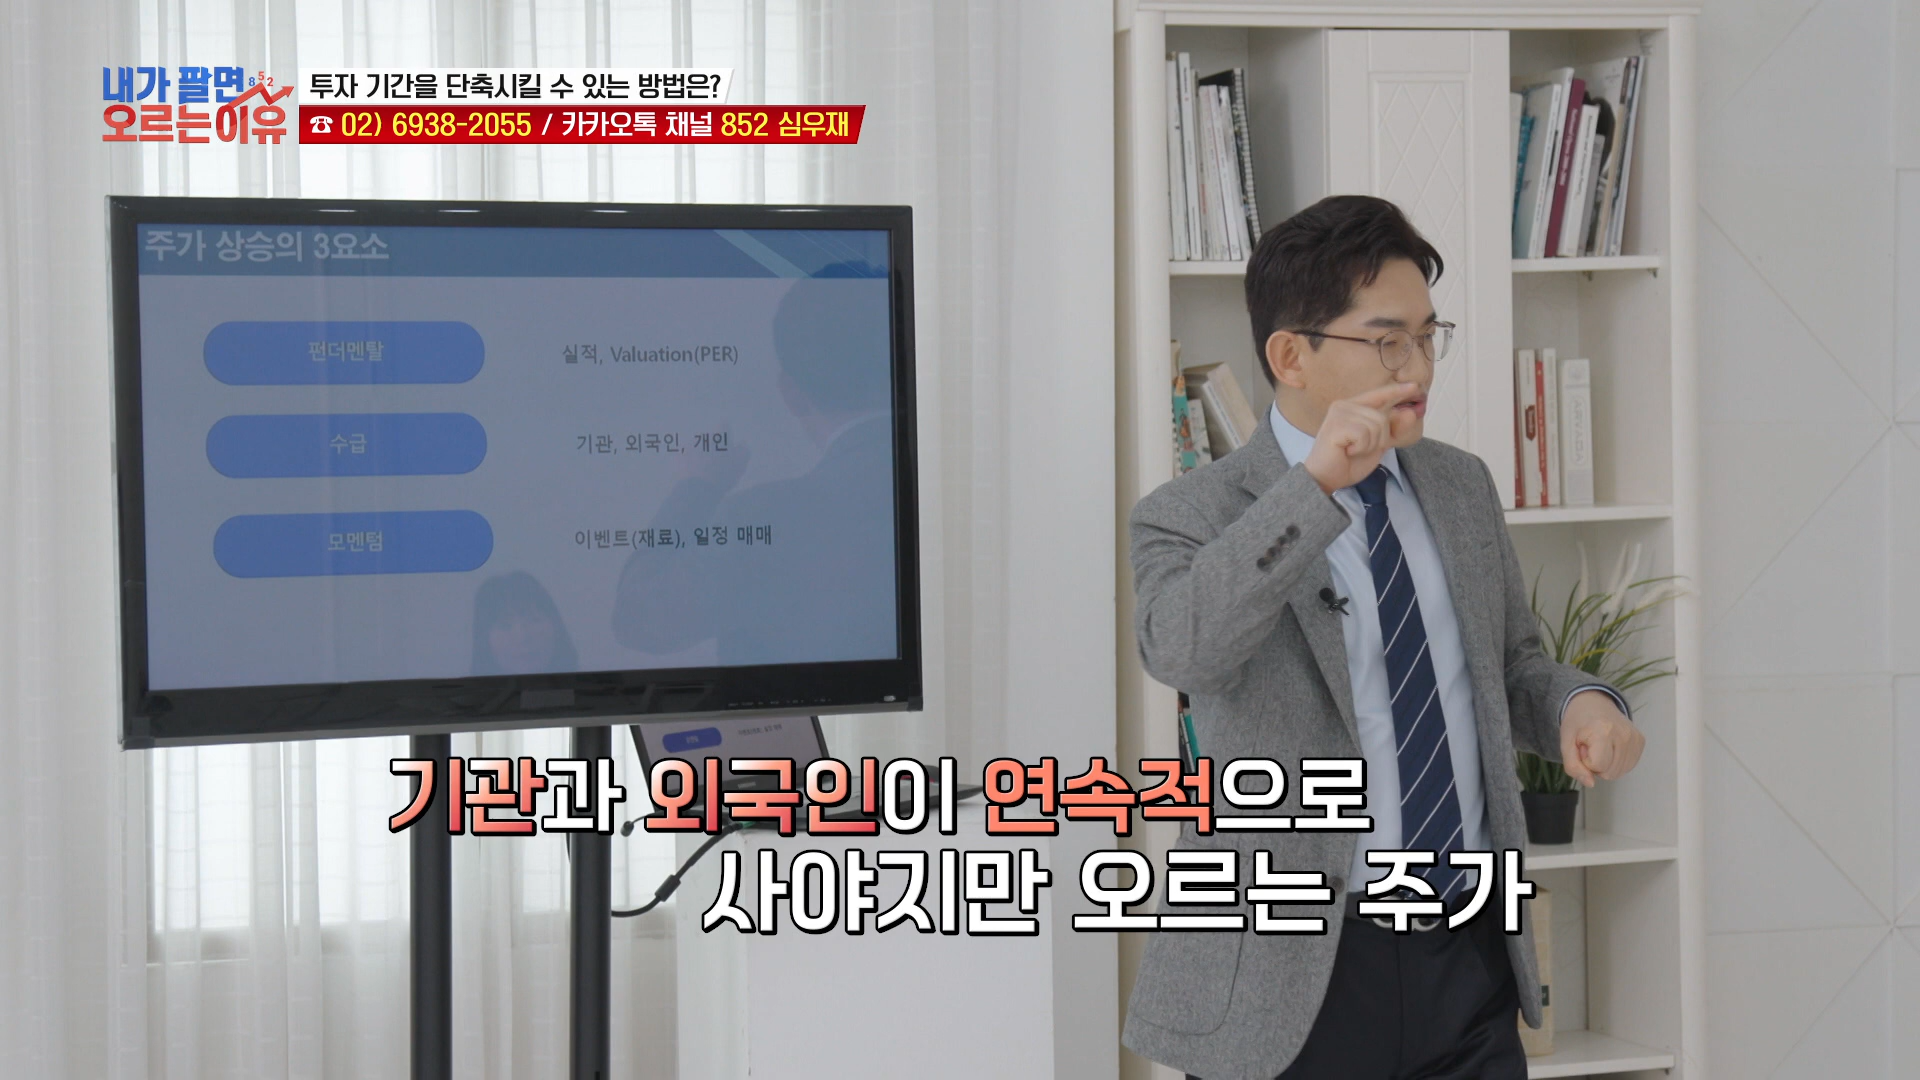 내가 팔면 852
오르는 이유
투자 기간을 단축시킬 수 있는 방법은?
☎ 02) 6938-2055 / 카카오톡 채널 852 심우재
주가 상승의 3요소
펀더멘탈
실적, Valuation(PER)
수급
기관, 외국인, 개인
모멘텀
이벤트(재료), 일정 매매
기관과 외국인이 연속적으로
사야지만 오르는 주가